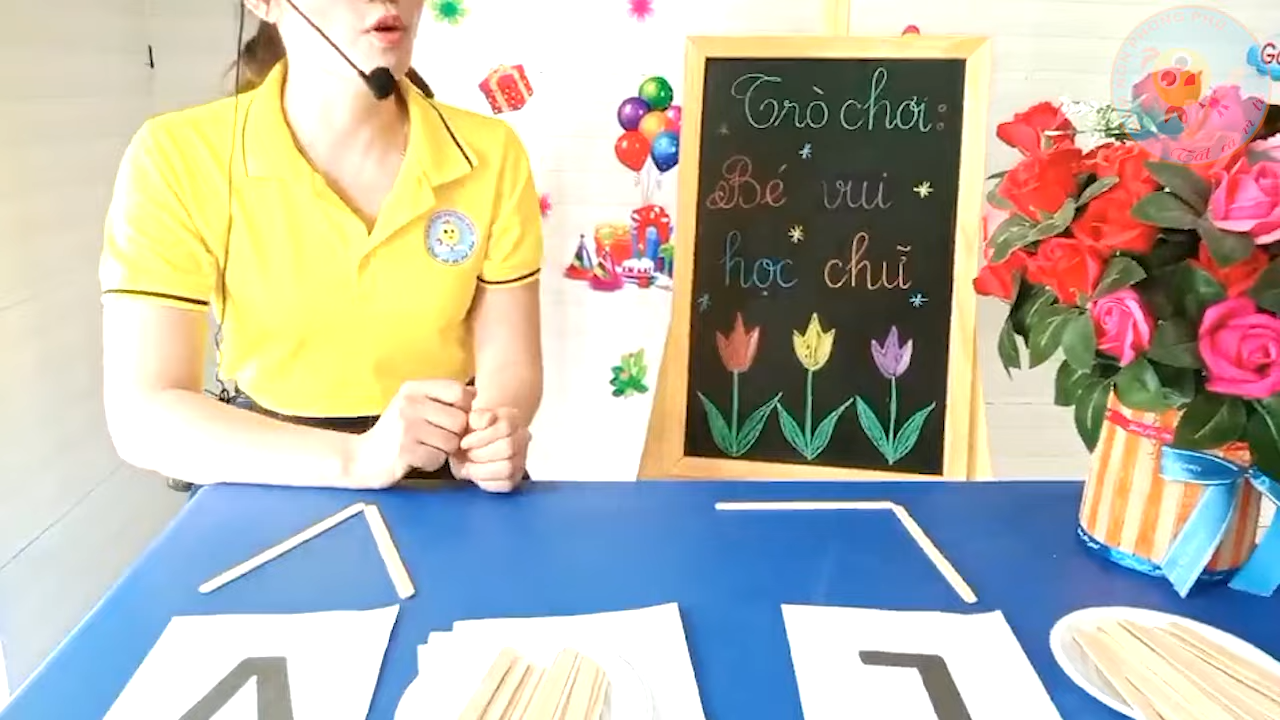 Trò chơi:
Bé vui
học chữ